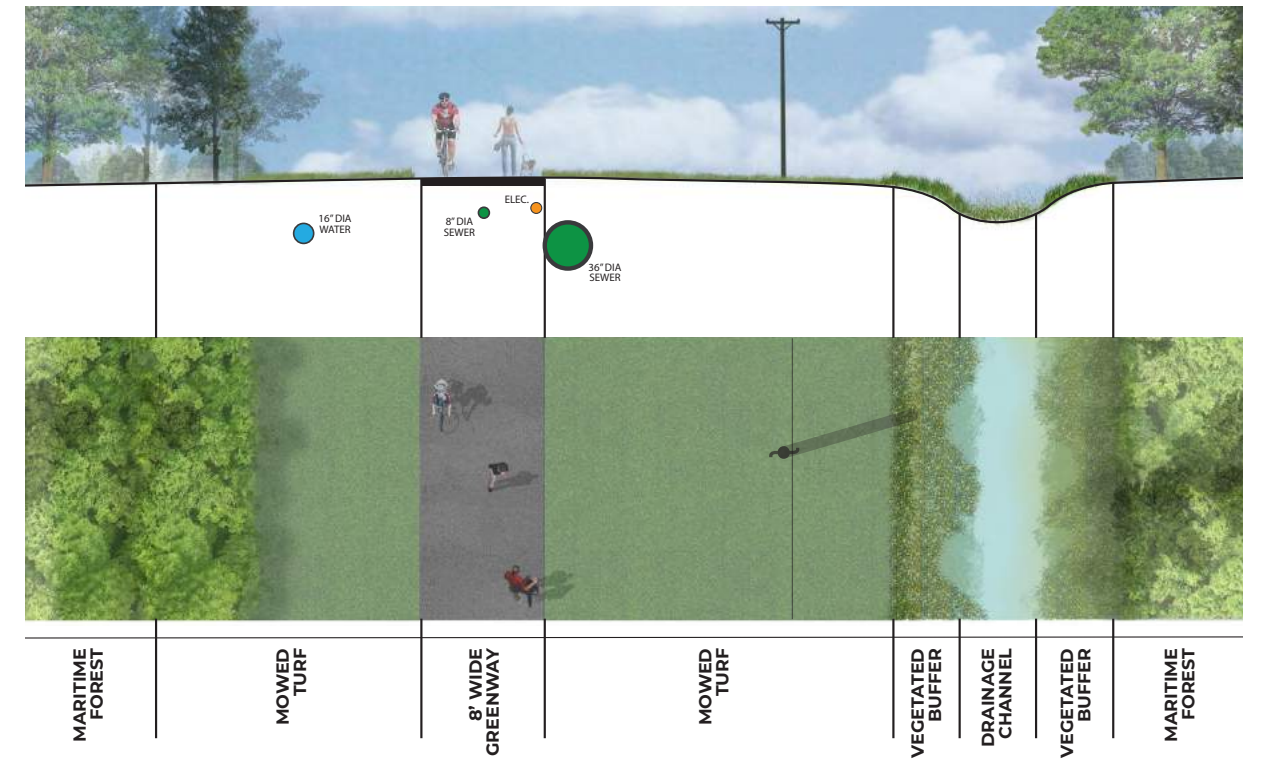 16” DIA
WATER
8” DIA
SEWER
ELEC.
36” DIA
SEWER
MARITIME
FOREST
MOWED
TURF
8’ WIDE
GREENWAY
MOWED
TURF
VEGETATED
BUFFER
DRAINAGE
CHANNEL
VEGETATED
BUFFER
MARITIME
FOREST